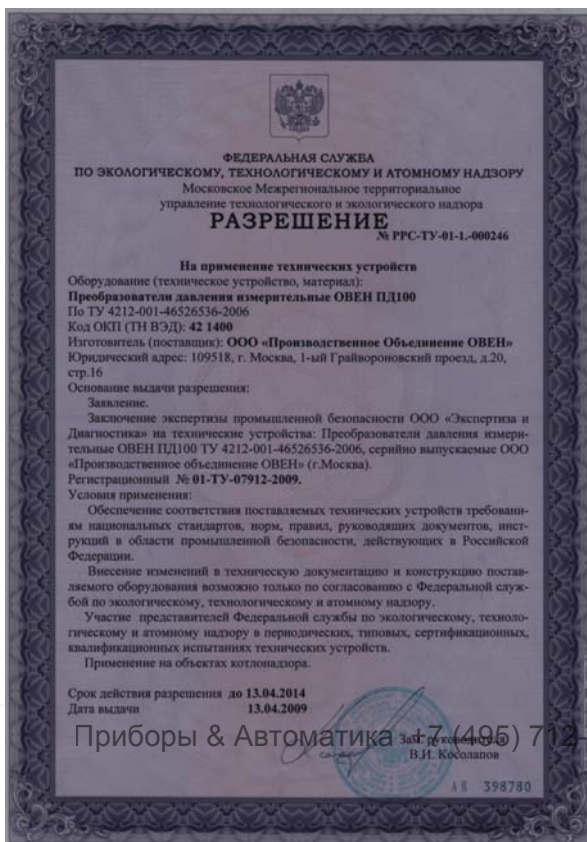 ФЕДЕРАЛЬНАЯ СЛУЖБА
ПО ЭКОЛОГИЧЕСКОМУ, ТЕХНОЛОГИЧЕСКОМУ И АТОМНОМУ НАДЗОРУ
Московское Межрегиональное территориальное
управление технологического и экологического надзора
РАЗРЕШЕНИЕ
№ РРС-ТУ-01-1.-000246
На применение технических устройств
Оборудование (техническое устройство, материал):
Преобразователи давления измерительные ОВЕН ПД100
По ТУ 4212-001-46526536-2006
Код ОКП (ТН ВЭД): 42 1400
Изготовитель (поставщик): ООО «Производственное Объединение ОВЕН»
Юридический адрес: 109518, г. Москва, 1-ый Грайвороновский проезд, д.20,
стр.16
Основание выдачи разрешения:
Заявление.
Заключение экспертизы промышленной безопасности ООО «Экспертиза и
Диагностика» на технические устройства: Преобразователи давления измери-
тельные ОВЕН ПД100 ТУ 4212-001-46526536-2006, серийно выпускаемые ООО
«Производственное объединение ОВЕН» (г.Москва).
Регистрационный № 01-ТУ-07912-2009.
Условия применения:
Обеспечение соответствия поставляемых технических устройств требовани-
ям национальных стандартов, норм, правил, руководящих документов, инст-
рукций в области промышленной безопасности, действующих в Российской
Федерации.
Внесение изменений в техническую документацию и конструкцию постав-
ляемого оборудования возможно только по согласованию с Федеральной служ-
бой по экологическому, технологическому и атомному надзору.
Участие представителей Федеральной службы по экологическому, техноло-
гическому и атомному надзору в периодических, типовых, сертификационных,
квалификационных испытаниях технических устройств.
Применение на объектах котлонадзора.
Срок действия разрешения до 13.04.2014
Дата выдачи 13.04.2009
Приборы & Автоматика +7 (495) 712-
Зам. руководителя
В.И. Косолапов
АВ 398780